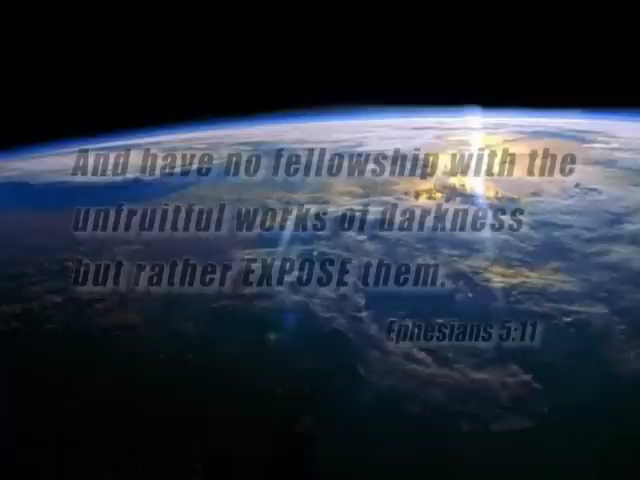 And have no fellowship with the
unfruitful works of darkness
but rather EXPOSE them.
Ephesians 5:11